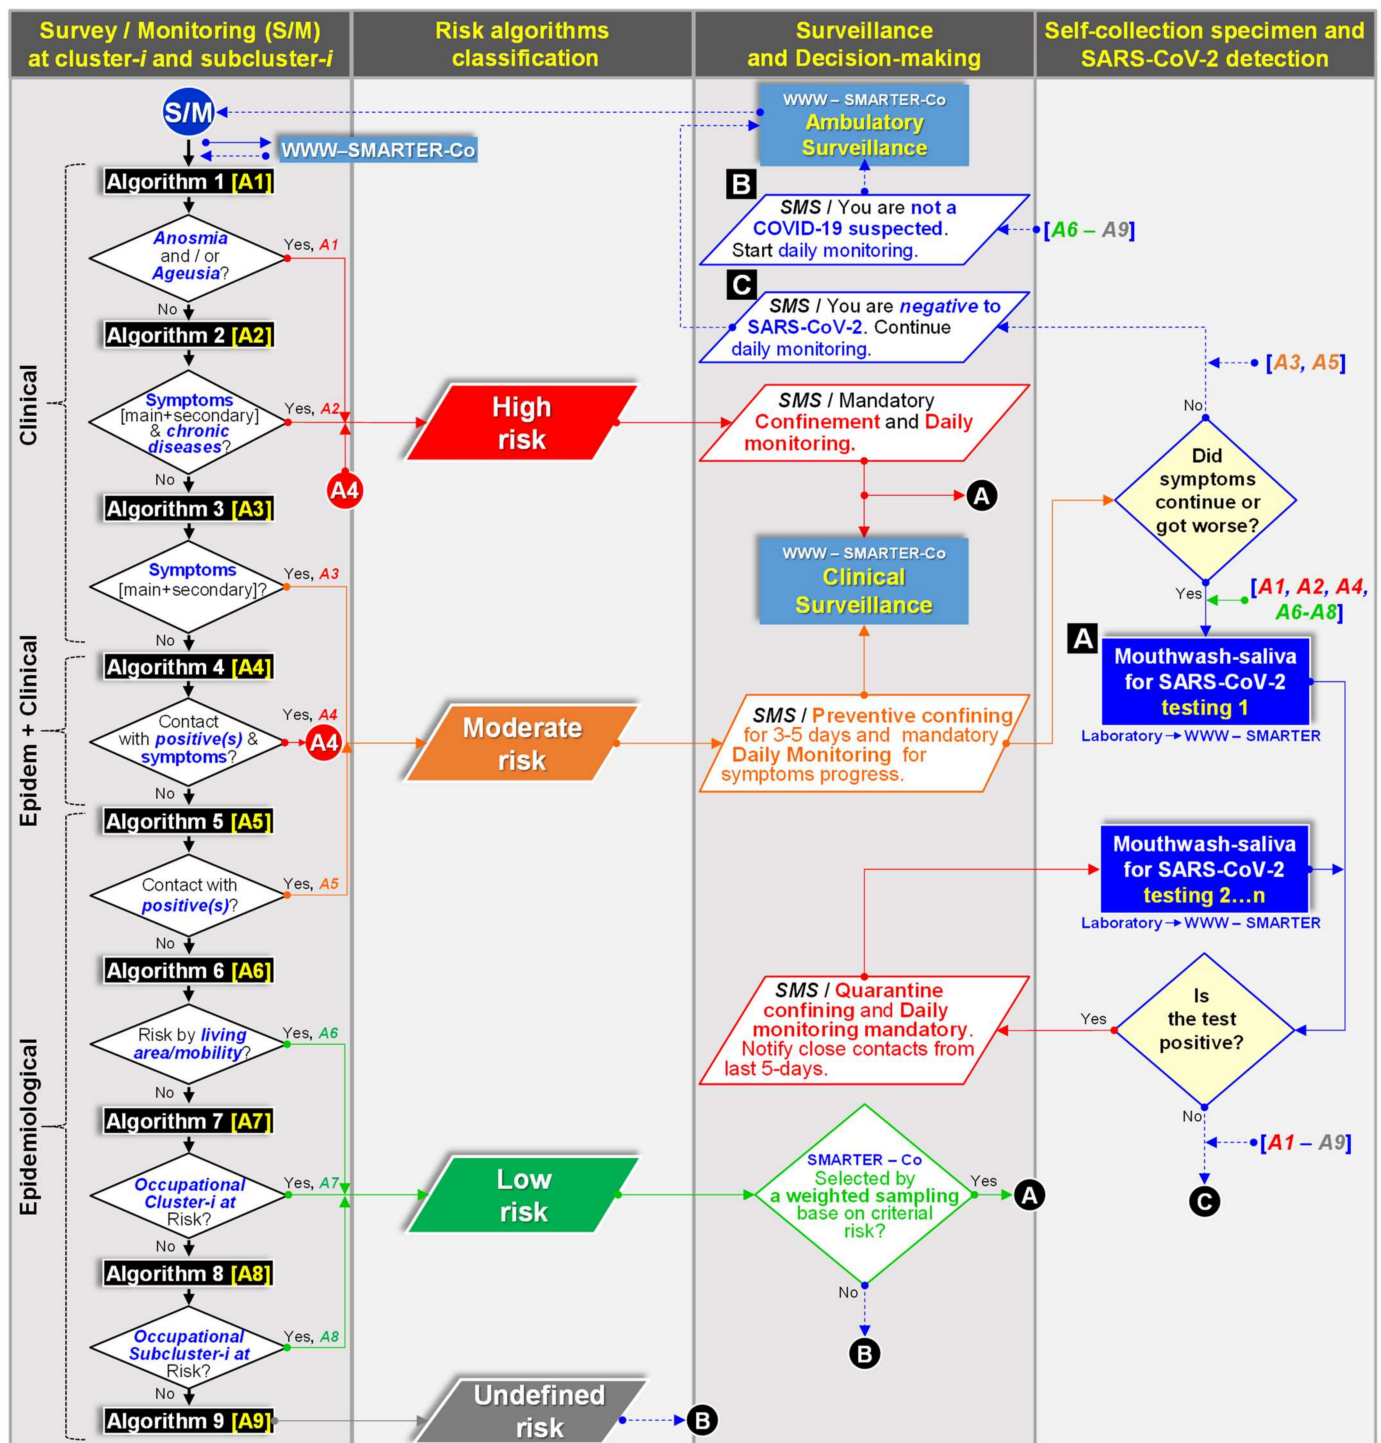 Survey / Monitoring (S/M)
at cluster-i and subcluster-i
Risk algorithms
classification
Surveillance
and Decision-making
Self-collection specimen and
SARS-CoV-2 detection
S/M
WWW–SMARTER-Co
Clinical
Epidem + Clinical
Epidemiological
Algorithm 1 [A1]
Anosmia
and / or
Ageusia?
Yes, A1
No
Algorithm 2 [A2]
Symptoms
[main+secondary]
& chronic
diseases?
Yes, A2
No
A4
Algorithm 3 [A3]
Symptoms
[main+secondary]?
Yes, A3
No
Algorithm 4 [A4]
Contact
with positive(s) &
symptoms?
Yes, A4
A4
No
Algorithm 5 [A5]
Contact with
positive(s)?
Yes, A5
No
Algorithm 6 [A6]
Risk by living
area/mobility?
Yes, A6
No
Algorithm 7 [A7]
Occupational
Cluster-i at
Risk?
Yes, A7
No
Algorithm 8 [A8]
Occupational
Subcluster-i at
Risk?
Yes, A8
No
Algorithm 9 [A9]
High
risk
Moderate
risk
Low
risk
Undefined
risk
B
WWW – SMARTER-Co
Ambulatory
Surveillance
B
SMS / You are not a
COVID-19 suspected.
Start daily monitoring.
[A6 – A9]
C
SMS / You are negative to
SARS-CoV-2. Continue
daily monitoring.
SMS / Mandatory
Confinement and Daily
monitoring.
A
WWW – SMARTER-Co
Clinical
Surveillance
SMS / Preventive confining
for 3-5 days and mandatory
Daily Monitoring for
symptoms progress.
SMS / Quarantine
confining and Daily
monitoring mandatory.
Notify close contacts from
last 5-days.
SMARTER – Co
Selected by
a weighted sampling
base on criterial
risk?
Yes
A
No
B
[A3, A5]
No
Did
symptoms
continue or
got worse?
Yes
[A1, A2, A4,
A6-A8]
A
Mouthwash-saliva
for SARS-CoV-2
testing 1
Laboratory → WWW – SMARTER
Mouthwash-saliva
for SARS-CoV-2
testing 2...n
Laboratory → WWW – SMARTER
Is
the test
positive?
Yes
No
[A1 – A9]
C